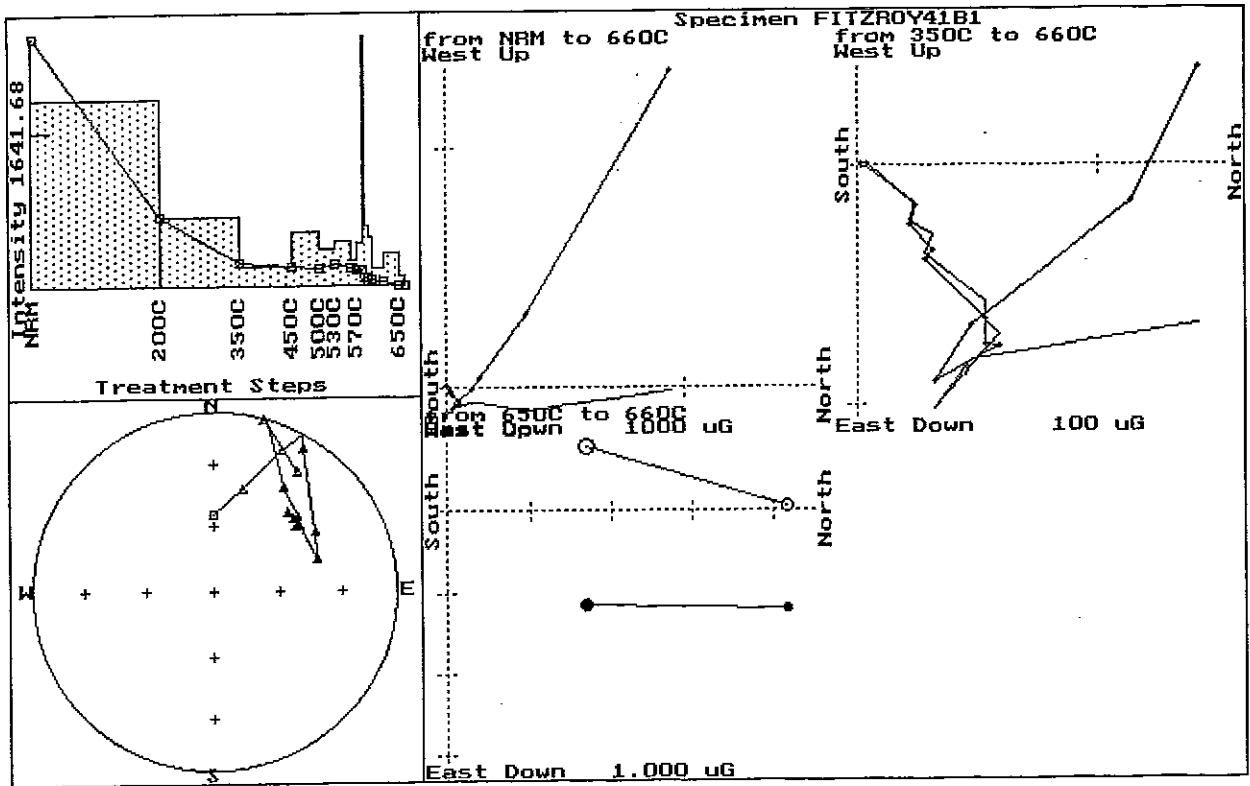 Specimen FITZROY41B1
Intensity 1641.68
NRM
200C
350C
450C
500C
530C
570C
650C
Treatment Steps
N
W
E
S
from NRM to 660C
West Up
South
North
1000 uG
from 350C to 660C
West Up
South
North
East Down 100 uG
from 650C to 660C
South
North
East Down 1.000 uG